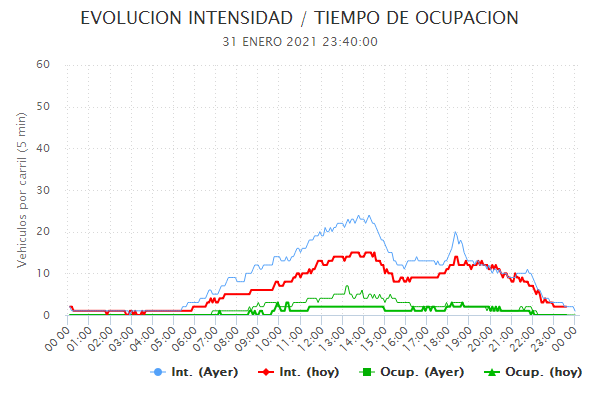 EVOLUCION INTENSIDAD / TIEMPO DE OCUPACION
31 ENERO 2021 23:40:00
Vehiculos por carril (5 min)
60
50
40
30
20
10
0
00:00 01:00 02:00 03:00 04:00 05:00 06:00 07:00 08:00 09:00 10:00 11:00 12:00 13:00 14:00 15:00 16:00 17:00 18:00 19:00 20:00 21:00 22:00 23:00 00:00
Int. (Ayer) Int. (hoy) Ocup. (Ayer) Ocup. (hoy)